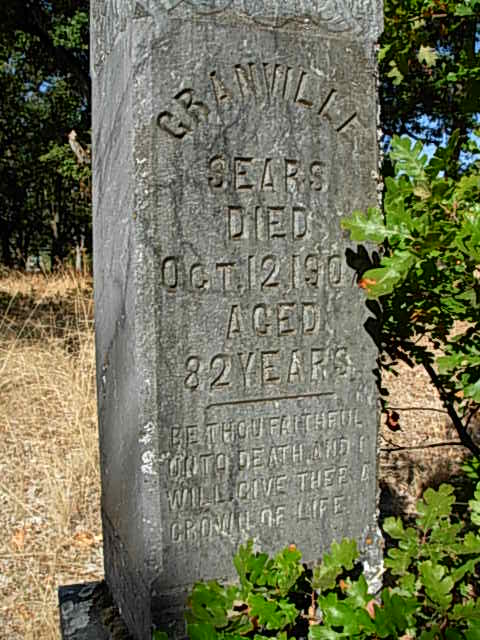 GRANVILLE
SEARS
DIED
OCT. 12 190
AGED
82 YEARS.
BE THOU FAITHFUL
UNTO DEATH, AND I
WILL GIVE THEE A
CROWN OF LIFE.